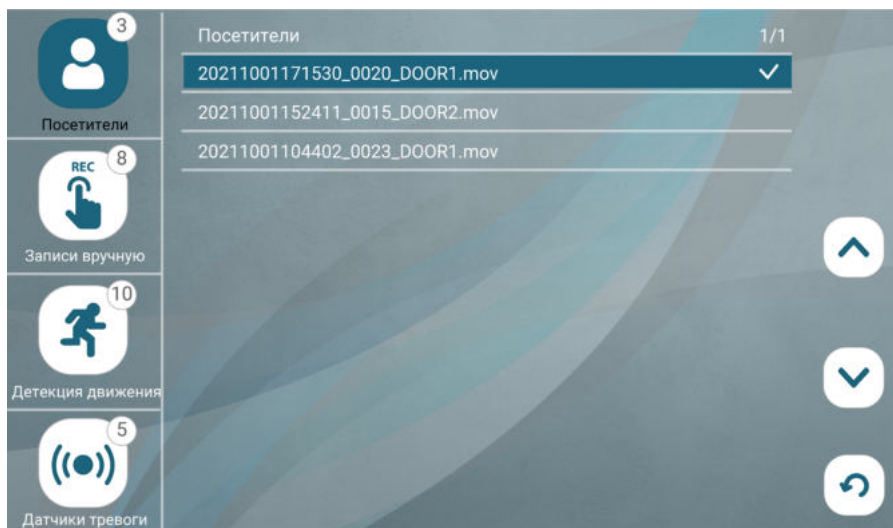 3
Посетители
REC
8
Записи вручную
10
Детекция движения
5
Датчики тревоги
Посетители 1/1
20211001171530_0020_DOOR1.mov
20211001152411_0015_DOOR2.mov
20211001104402_0023_DOOR1.mov